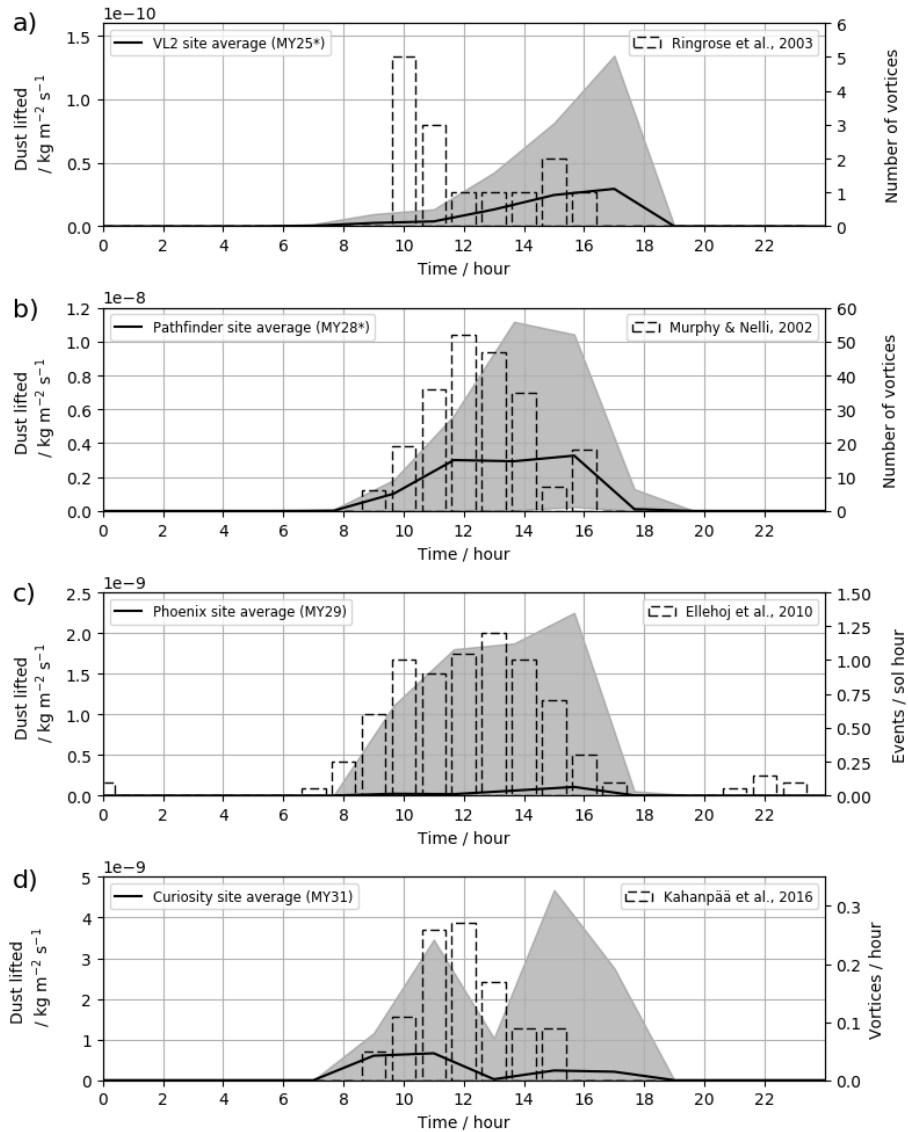 a)
1e−10
VL2 site average (MY25*)
Ringrose et al., 2003
Dust lifted
/ kg m⁻² s⁻¹
1.5
1.0
0.5
0.0
6
5
4
3
2
1
0
Number of vortices
0 2 4 6 8 10 12 14 16 18 20 22
Time / hour
b)
1e−8
Pathfinder site average (MY28*)
Murphy & Nelli, 2002
Dust lifted
/ kg m⁻² s⁻¹
1.2
1.0
0.8
0.6
0.4
0.2
0.0
60
50
40
30
20
10
0
Number of vortices
0 2 4 6 8 10 12 14 16 18 20 22
Time / hour
c)
1e−9
Phoenix site average (MY29)
Ellehoj et al., 2010
Dust lifted
/ kg m⁻² s⁻¹
2.5
2.0
1.5
1.0
0.5
0.0
1.50
1.25
1.00
0.75
0.50
0.25
0.00
Events / sol hour
0 2 4 6 8 10 12 14 16 18 20 22
Time / hour
d)
1e−9
Curiosity site average (MY31)
Kahanpää et al., 2016
Dust lifted
/ kg m⁻² s⁻¹
5
4
3
2
1
0
0.3
0.2
0.1
0.0
Vortices / hour
0 2 4 6 8 10 12 14 16 18 20 22
Time / hour